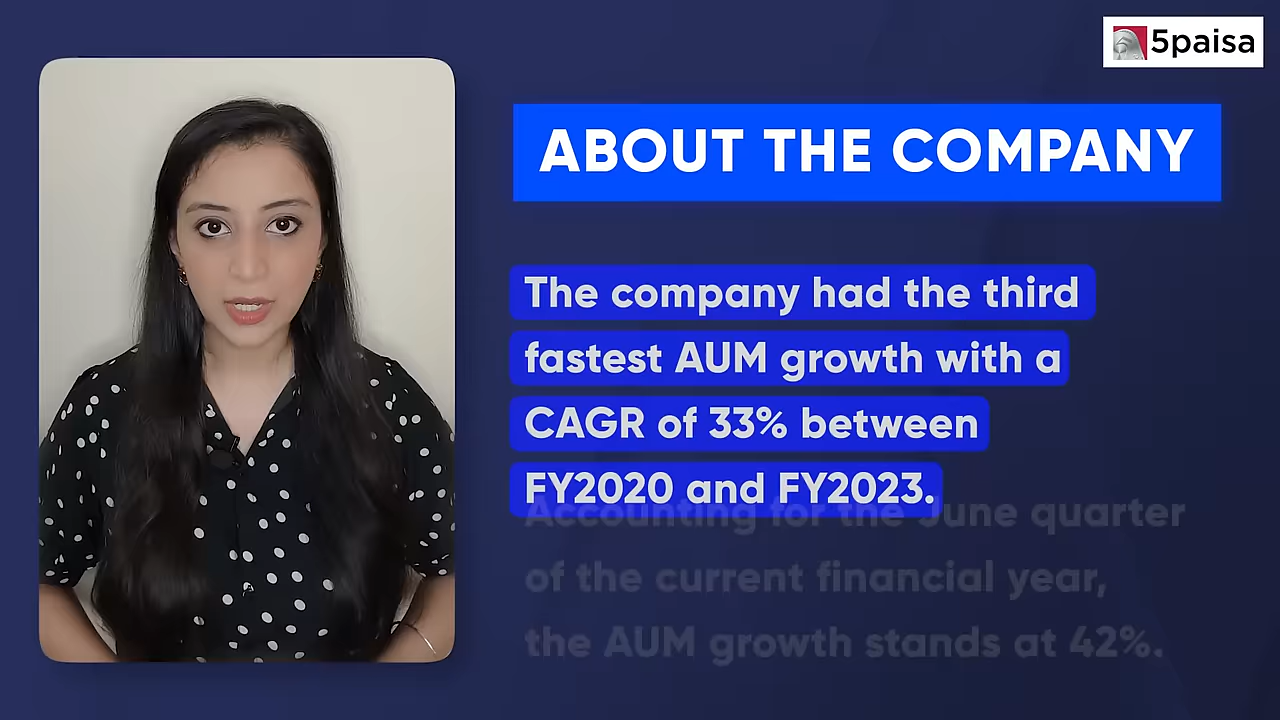 5paisa
ABOUT THE COMPANY
The company had the third
fastest AUM growth with a
CAGR of 33% between
FY2020 and FY2023.
Accounting for the June quarter
of the current financial year,
the AUM growth stands at 42%.